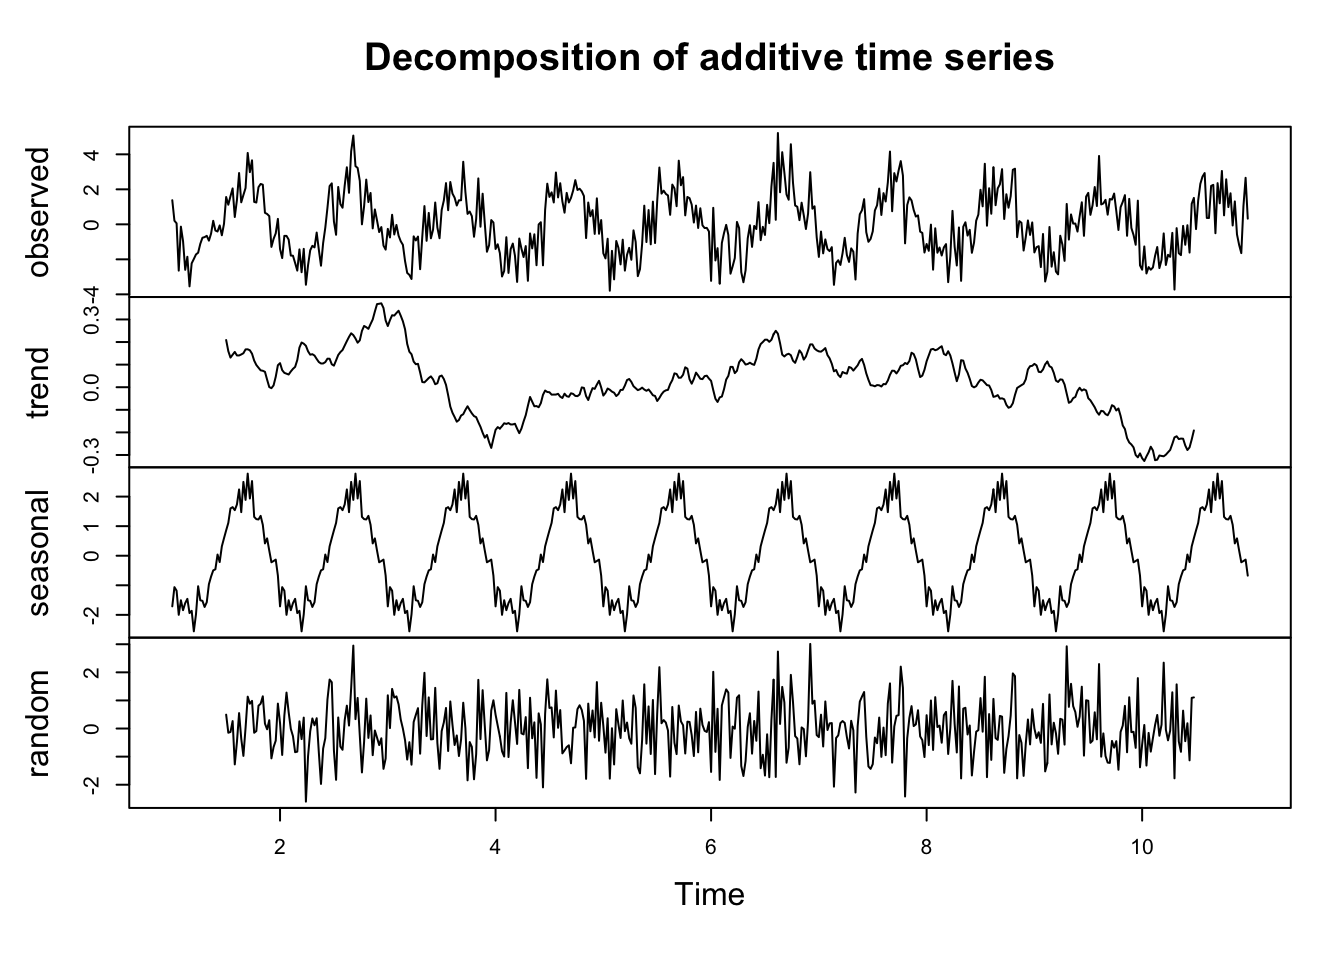 Decomposition of additive time series
observed
-4 0 2 4
trend
-0.3 0.0 0.3
seasonal
-2 0 1 2
random
-2 0 2
2 4 6 8 10
Time